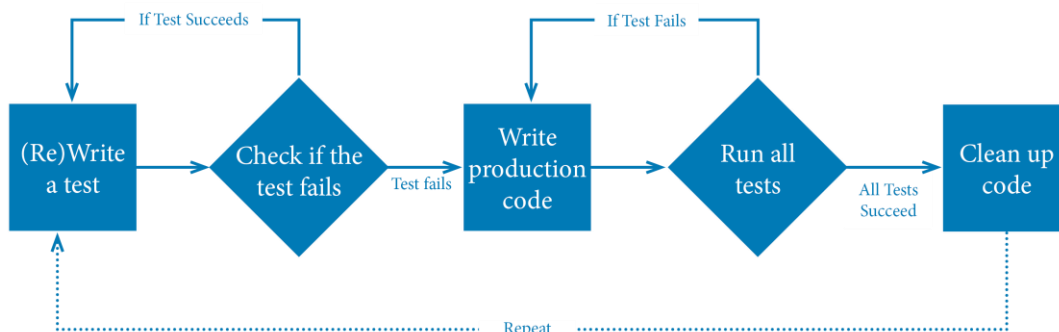 If Test Succeeds
If Test Fails
(Re)Write
a test
Check if the
test fails
Test fails
Write
production
code
Run all
tests
All Tests
Succeed
Clean up
code
Repeat